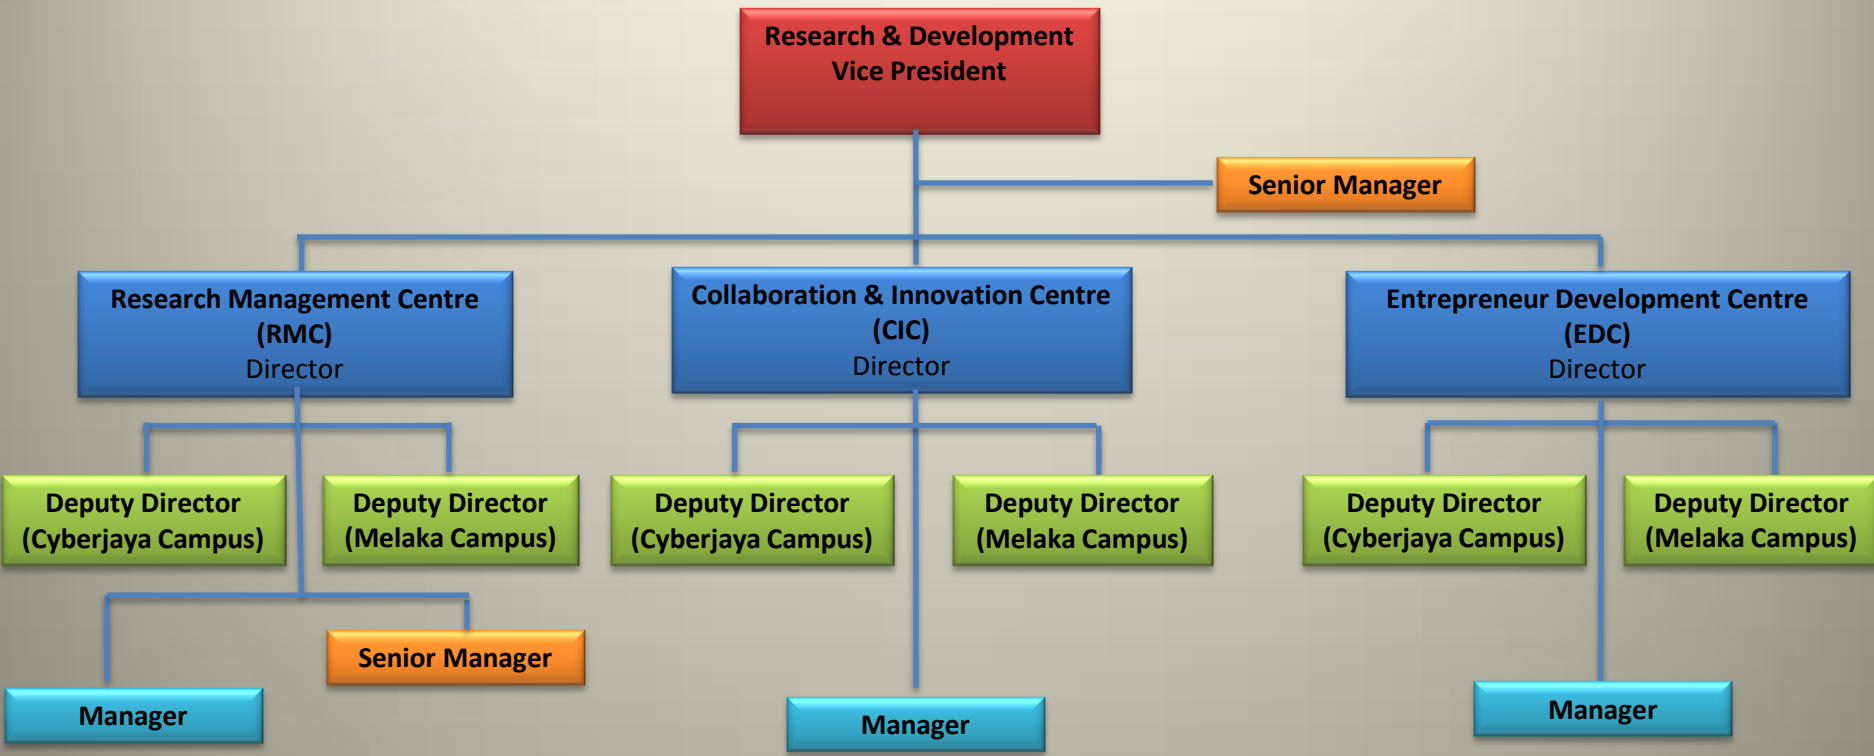 Research & Development
Vice President
Senior Manager
Research Management Centre
(RMC)
Director
Collaboration & Innovation Centre
(CIC)
Director
Entrepreneur Development Centre
(EDC)
Director
Deputy Director
(Cyberjaya Campus)
Deputy Director
(Melaka Campus)
Deputy Director
(Cyberjaya Campus)
Deputy Director
(Melaka Campus)
Deputy Director
(Cyberjaya Campus)
Deputy Director
(Melaka Campus)
Senior Manager
Manager
Manager
Manager